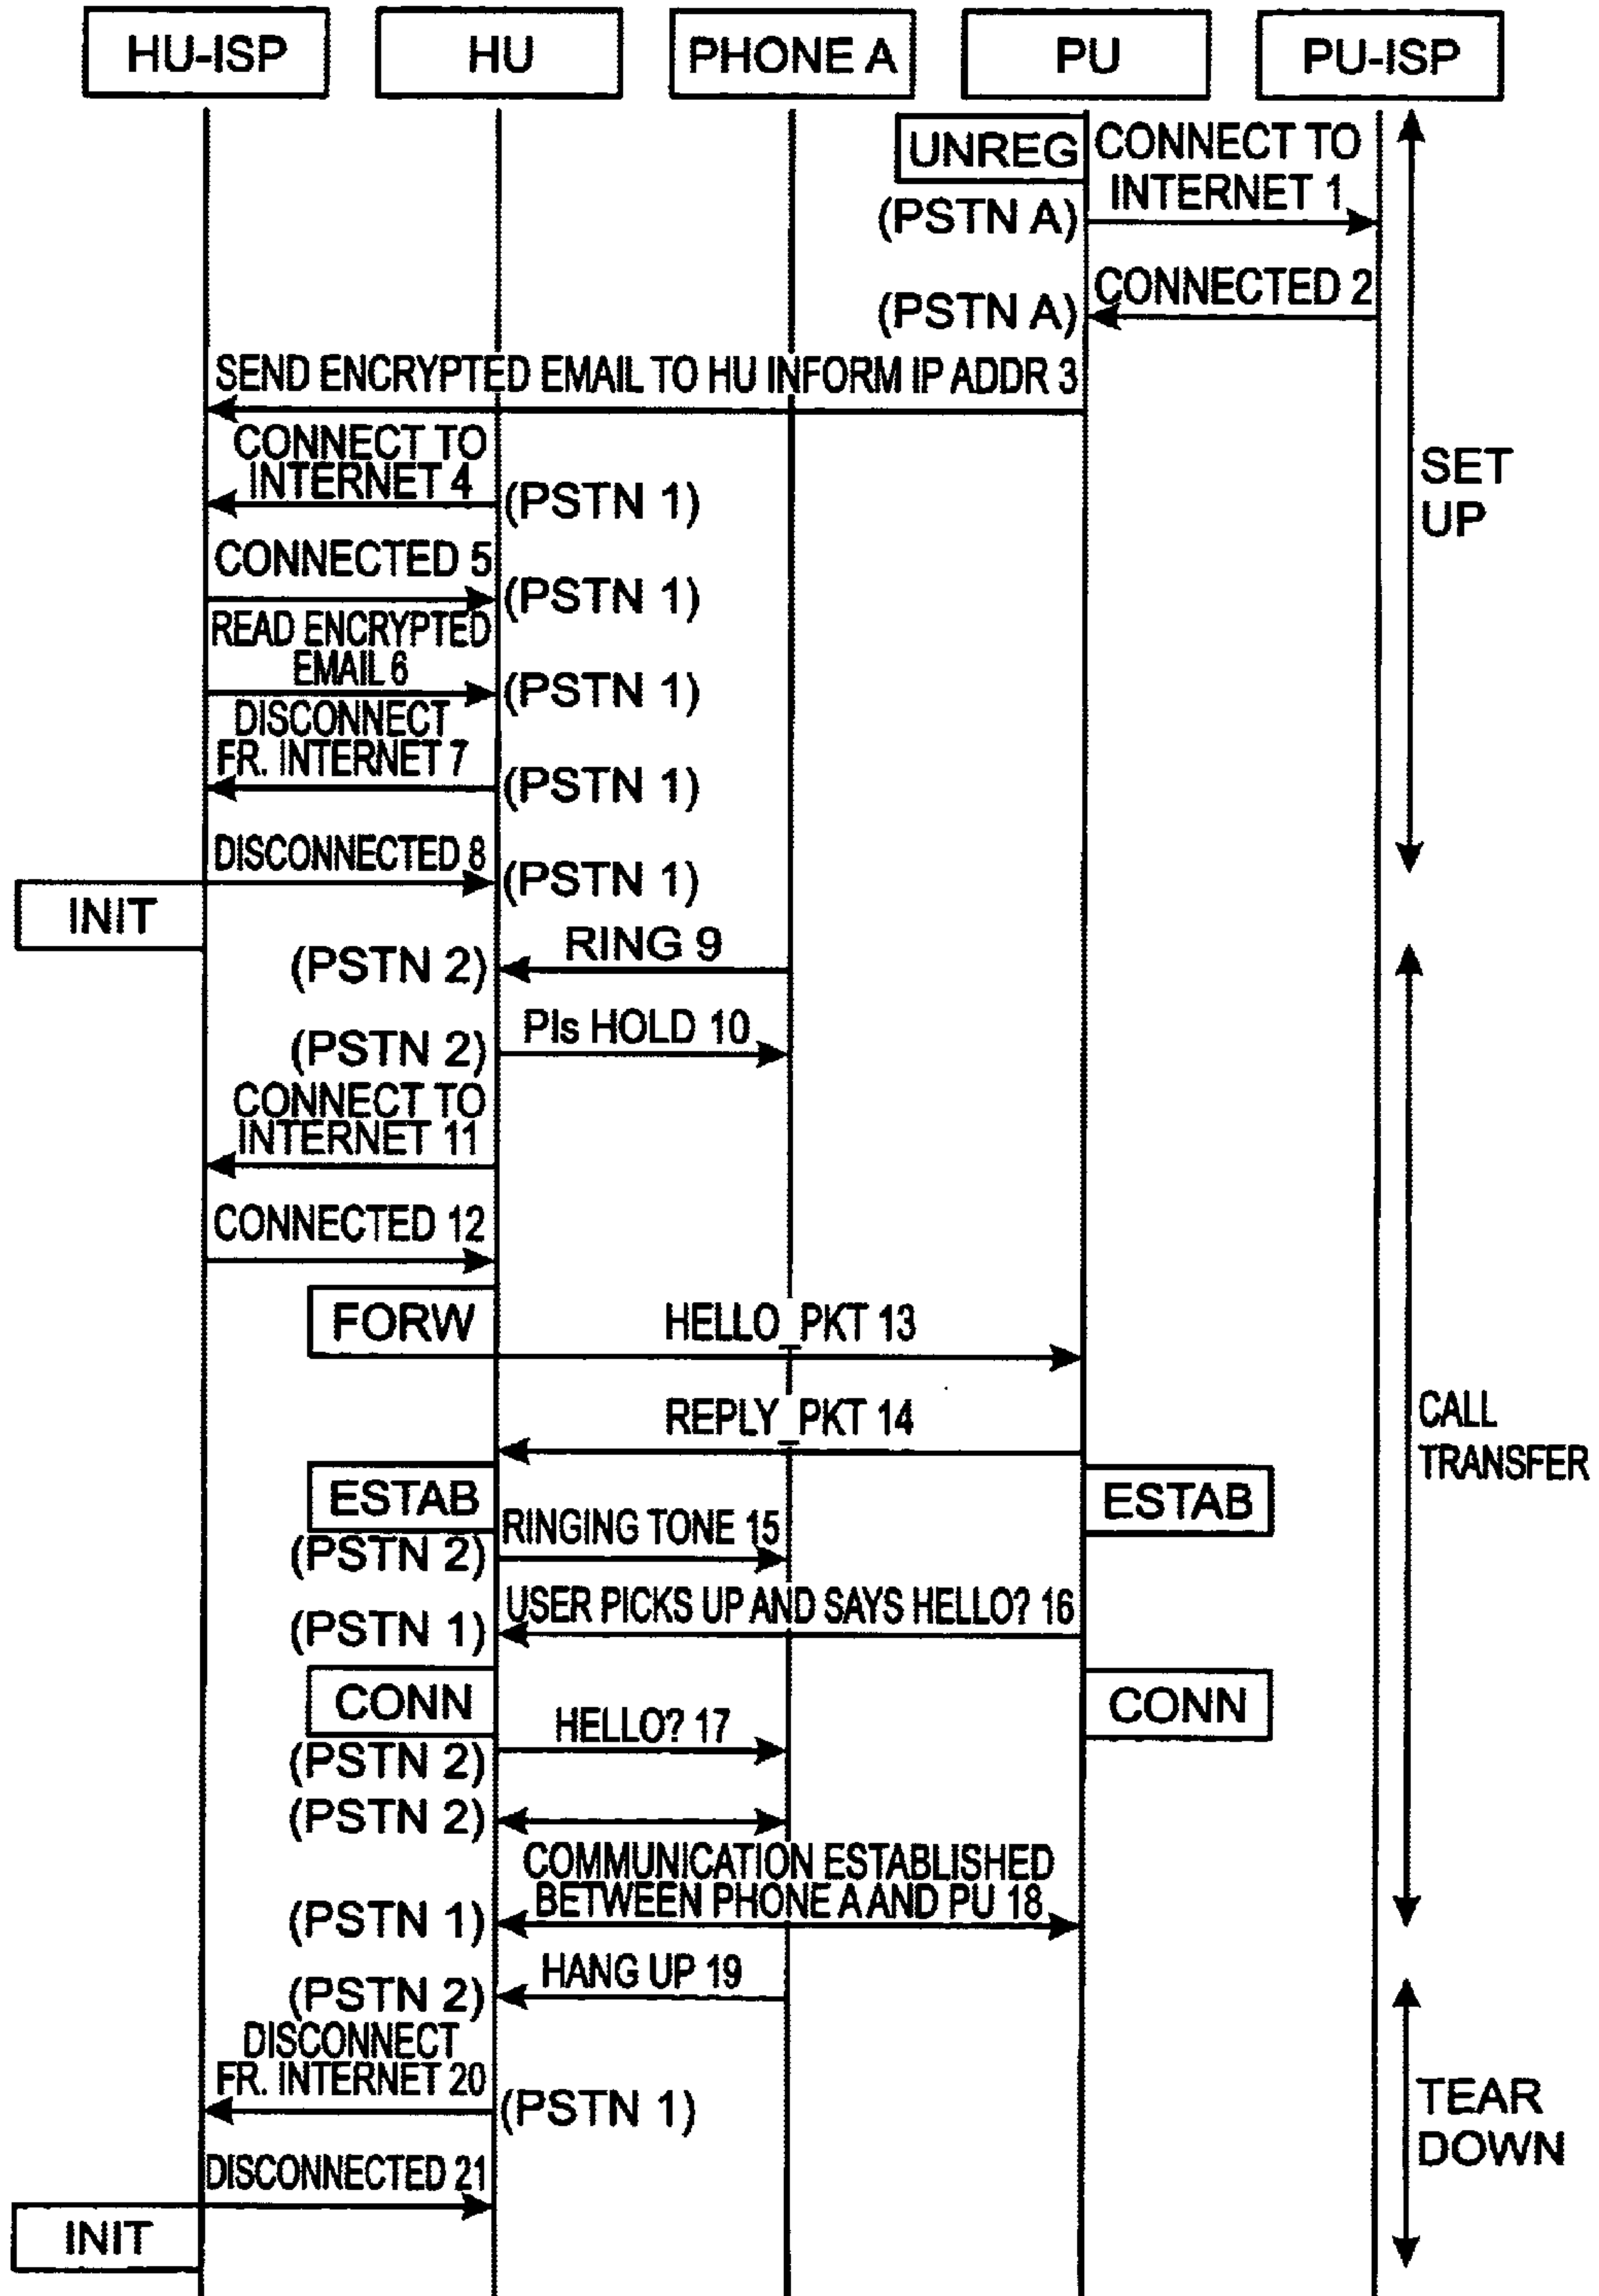 HU-ISP
HU
PHONE A
PU
PU-ISP
UNREG
CONNECT TO
INTERNET 1
(PSTN A)
CONNECTED 2
(PSTN A)
SEND ENCRYPTED EMAIL TO HU INFORM IP ADDR 3
CONNECT TO
INTERNET 4
(PSTN 1)
SET
UP
CONNECTED 5
(PSTN 1)
READ ENCRYPTED
EMAIL 6
(PSTN 1)
DISCONNECT
FR. INTERNET 7
(PSTN 1)
DISCONNECTED 8
(PSTN 1)
INIT
RING 9
(PSTN 2)
Pls HOLD 10
(PSTN 2)
CONNECT TO
INTERNET 11
CONNECTED 12
FORW
HELLO_PKT 13
REPLY_PKT 14
CALL
TRANSFER
ESTAB
ESTAB
RINGING TONE 15
(PSTN 2)
USER PICKS UP AND SAYS HELLO? 16
(PSTN 1)
CONN
CONN
HELLO? 17
(PSTN 2)
(PSTN 2)
COMMUNICATION ESTABLISHED
BETWEEN PHONE A AND PU 18
(PSTN 1)
HANG UP 19
(PSTN 2)
DISCONNECT
FR. INTERNET 20
(PSTN 1)
TEAR
DOWN
DISCONNECTED 21
INIT